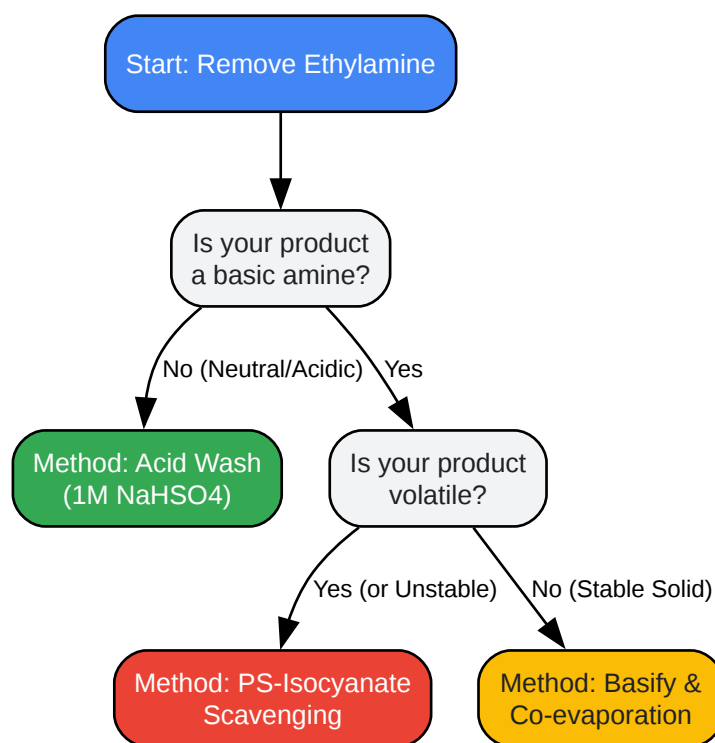 Start: Remove Ethylamine
Is your product
a basic amine?
No (Neutral/Acidic)
Yes
Method: Acid Wash
(1M NaHSO4)
Is your product
volatile?
Yes (or Unstable)
No (Stable Solid)
Method: PS-Isocyanate
Scavenging
Method: Basify &
Co-evaporation